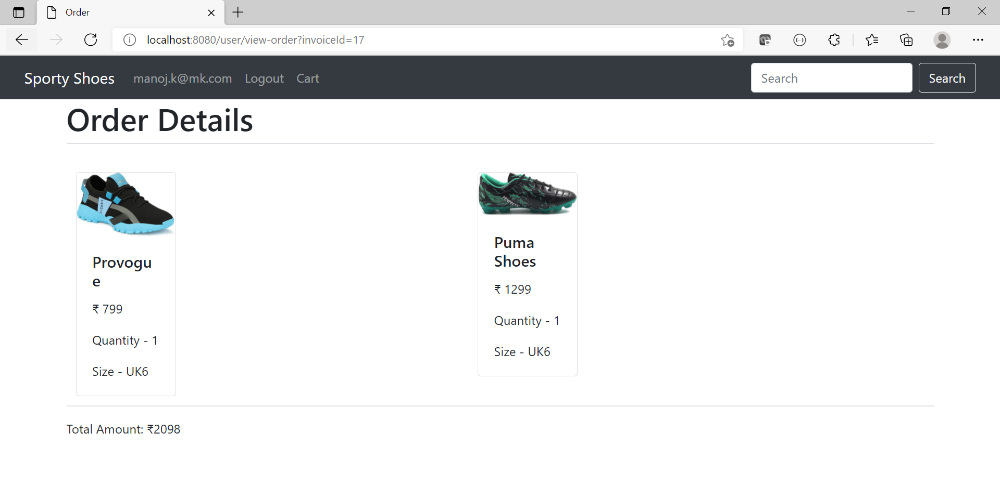 Order
localhost:8080/user/view-order?invoiceId=17
Sporty Shoes manoj.k@mk.com Logout Cart Search Search
Order Details
Provogu
e
₹ 799
Quantity - 1
Size - UK6
Puma
Shoes
₹ 1299
Quantity - 1
Size - UK6
Total Amount: ₹2098